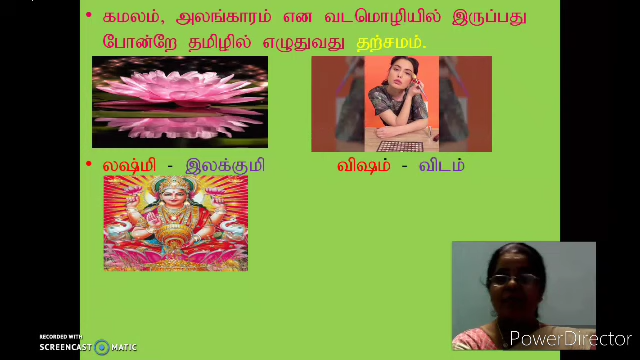 • கமலம், அலங்காரம் என வடமொழியில் இருப்பது
போன்றே தமிழில் எழுதுவது தற்சமம்.
• லஷ்மி - இலக்குமி விஷம் - விடம்
RECORDED WITH
SCREENCAST MATIC
PowerDirector